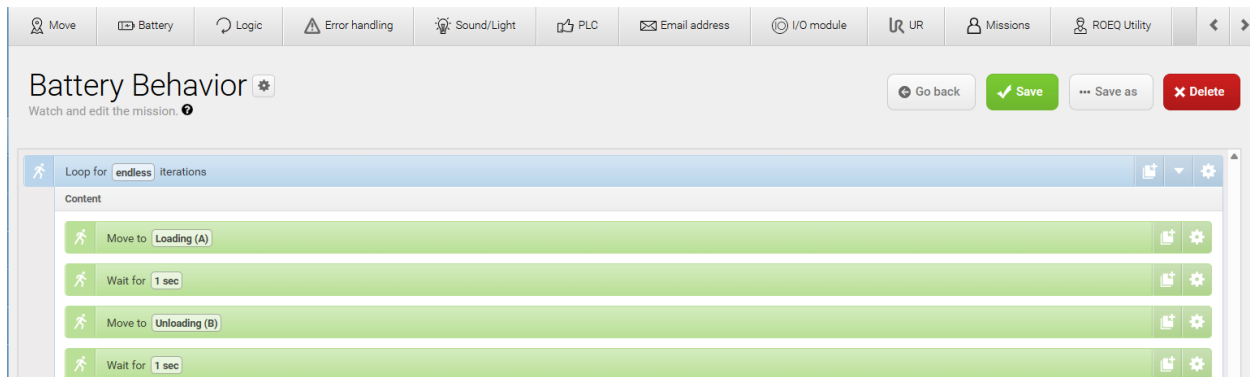 Move Battery Logic Error handling Sound/Light PLC Email address I/O module UR UR Missions ROEQ Utility
Battery Behavior
Go back Save Save as Delete
Watch and edit the mission.
Loop for endless iterations
Content
Move to Loading (A)
Wait for 1 sec
Move to Unloading (B)
Wait for 1 sec